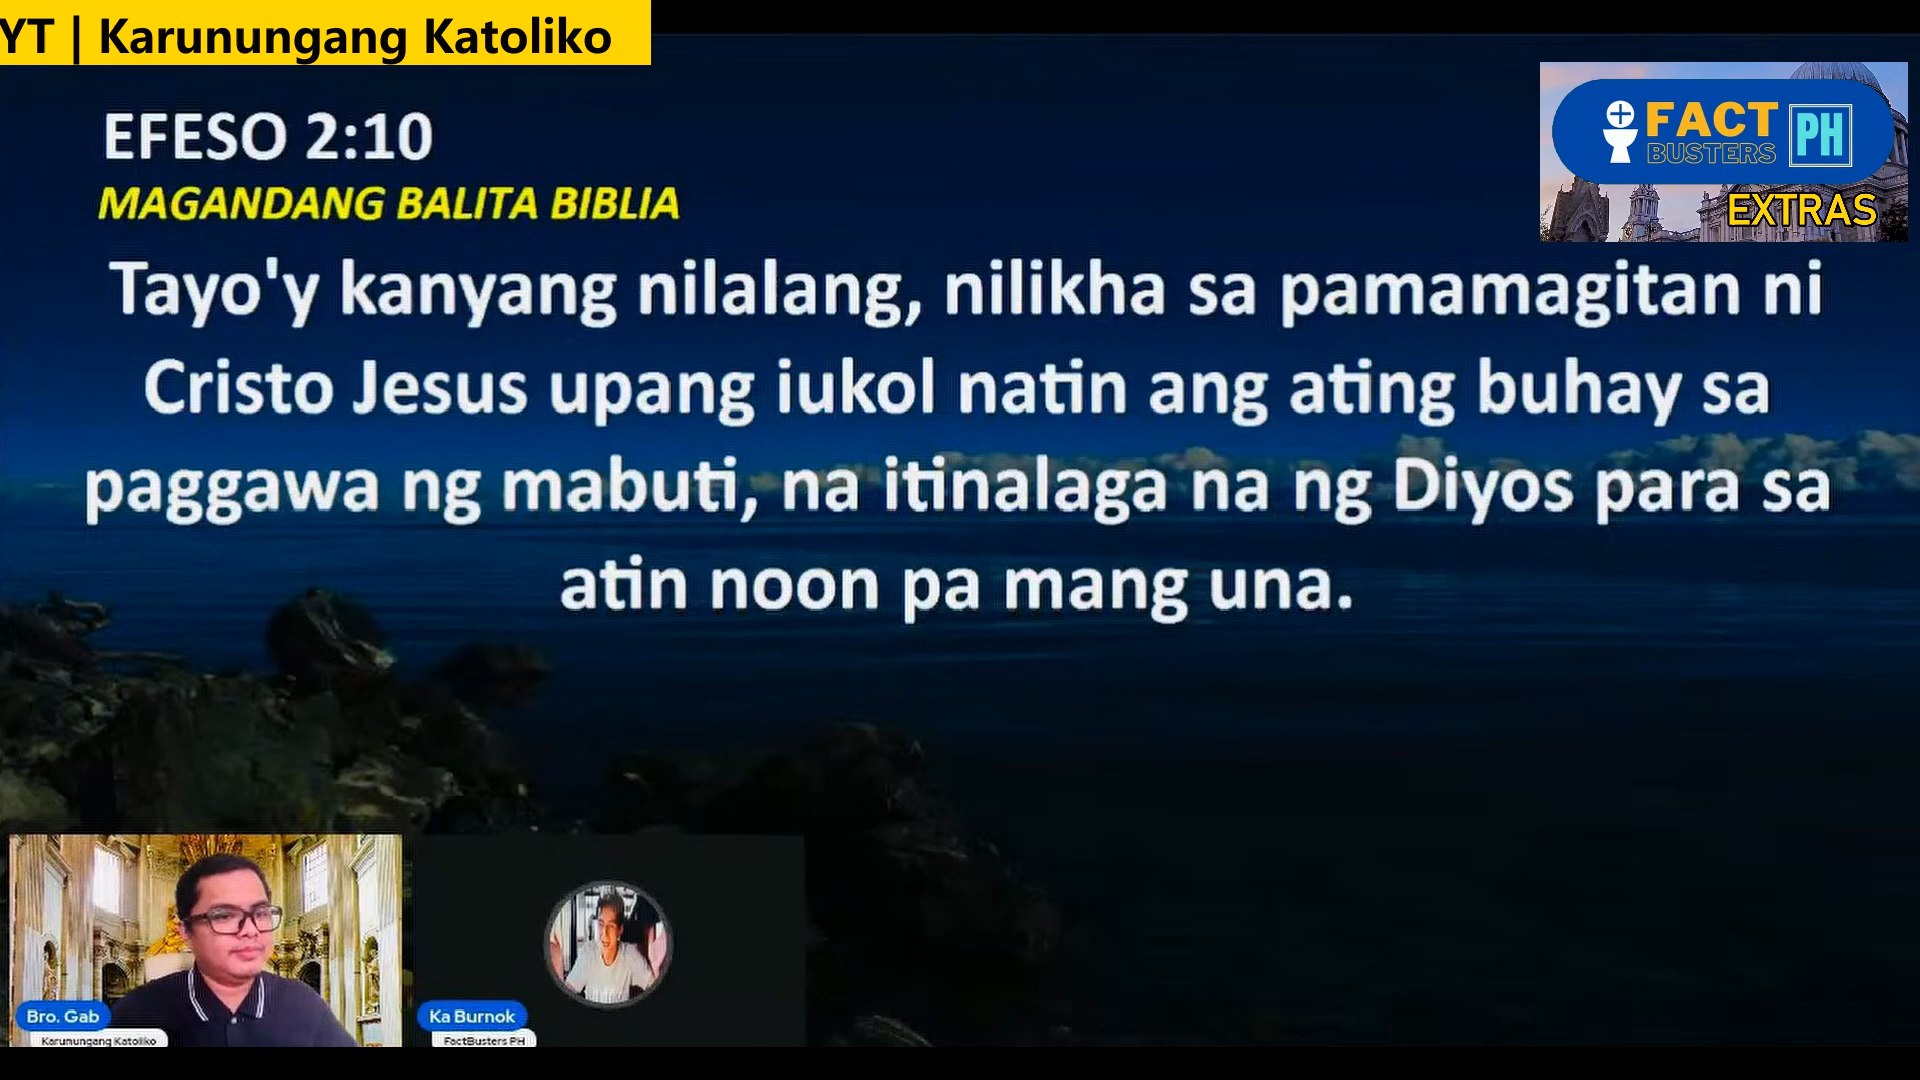 YT | Karunungang Katoliko
FACT
BUSTERS
PH
EXTRAS
EFESO 2:10
MAGANDANG BALITA BIBLIA
Tayo'y kanyang nilalang, nilikha sa pamamagitan ni
Cristo Jesus upang iukol natin ang ating buhay sa
paggawa ng mabuti, na itinalaga na ng Diyos para sa
atin noon pa mang una.
Bro. Gab
Karunungang Katoliko
Ka Burnok
FactBusters PH